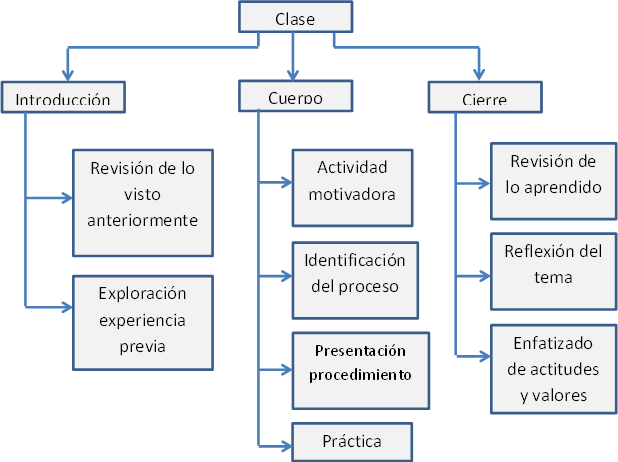 Clase
Introducción
Revisión de lo
visto
anteriormente
Exploración
experiencia
previa
Cuerpo
Actividad
motivadora
Identificación
del proceso
Presentación
procedimiento
Práctica
Cierre
Revisión de
lo aprendido
Reflexión del
tema
Enfatizado
de actitudes
y valores